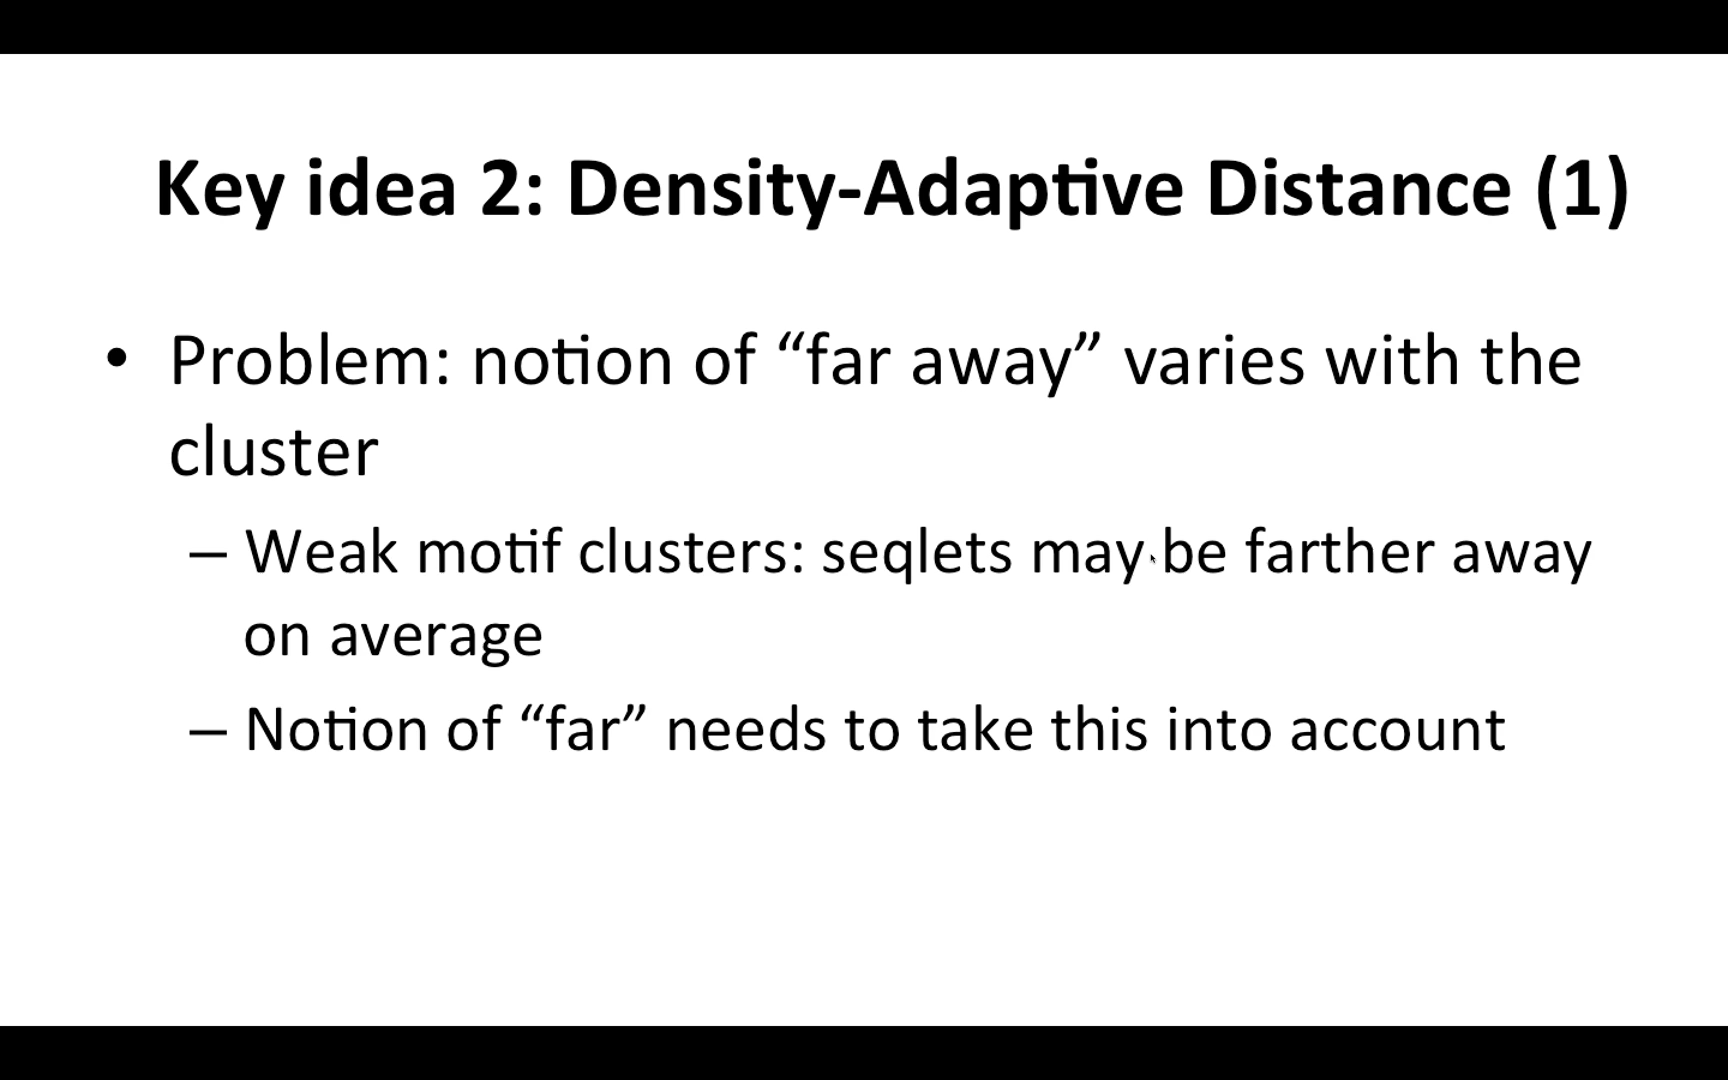 Key idea 2: Density-Adaptive Distance (1)
• Problem: notion of “far away” varies with the
cluster
– Weak motif clusters: seqlets may be farther away
on average
– Notion of “far” needs to take this into account